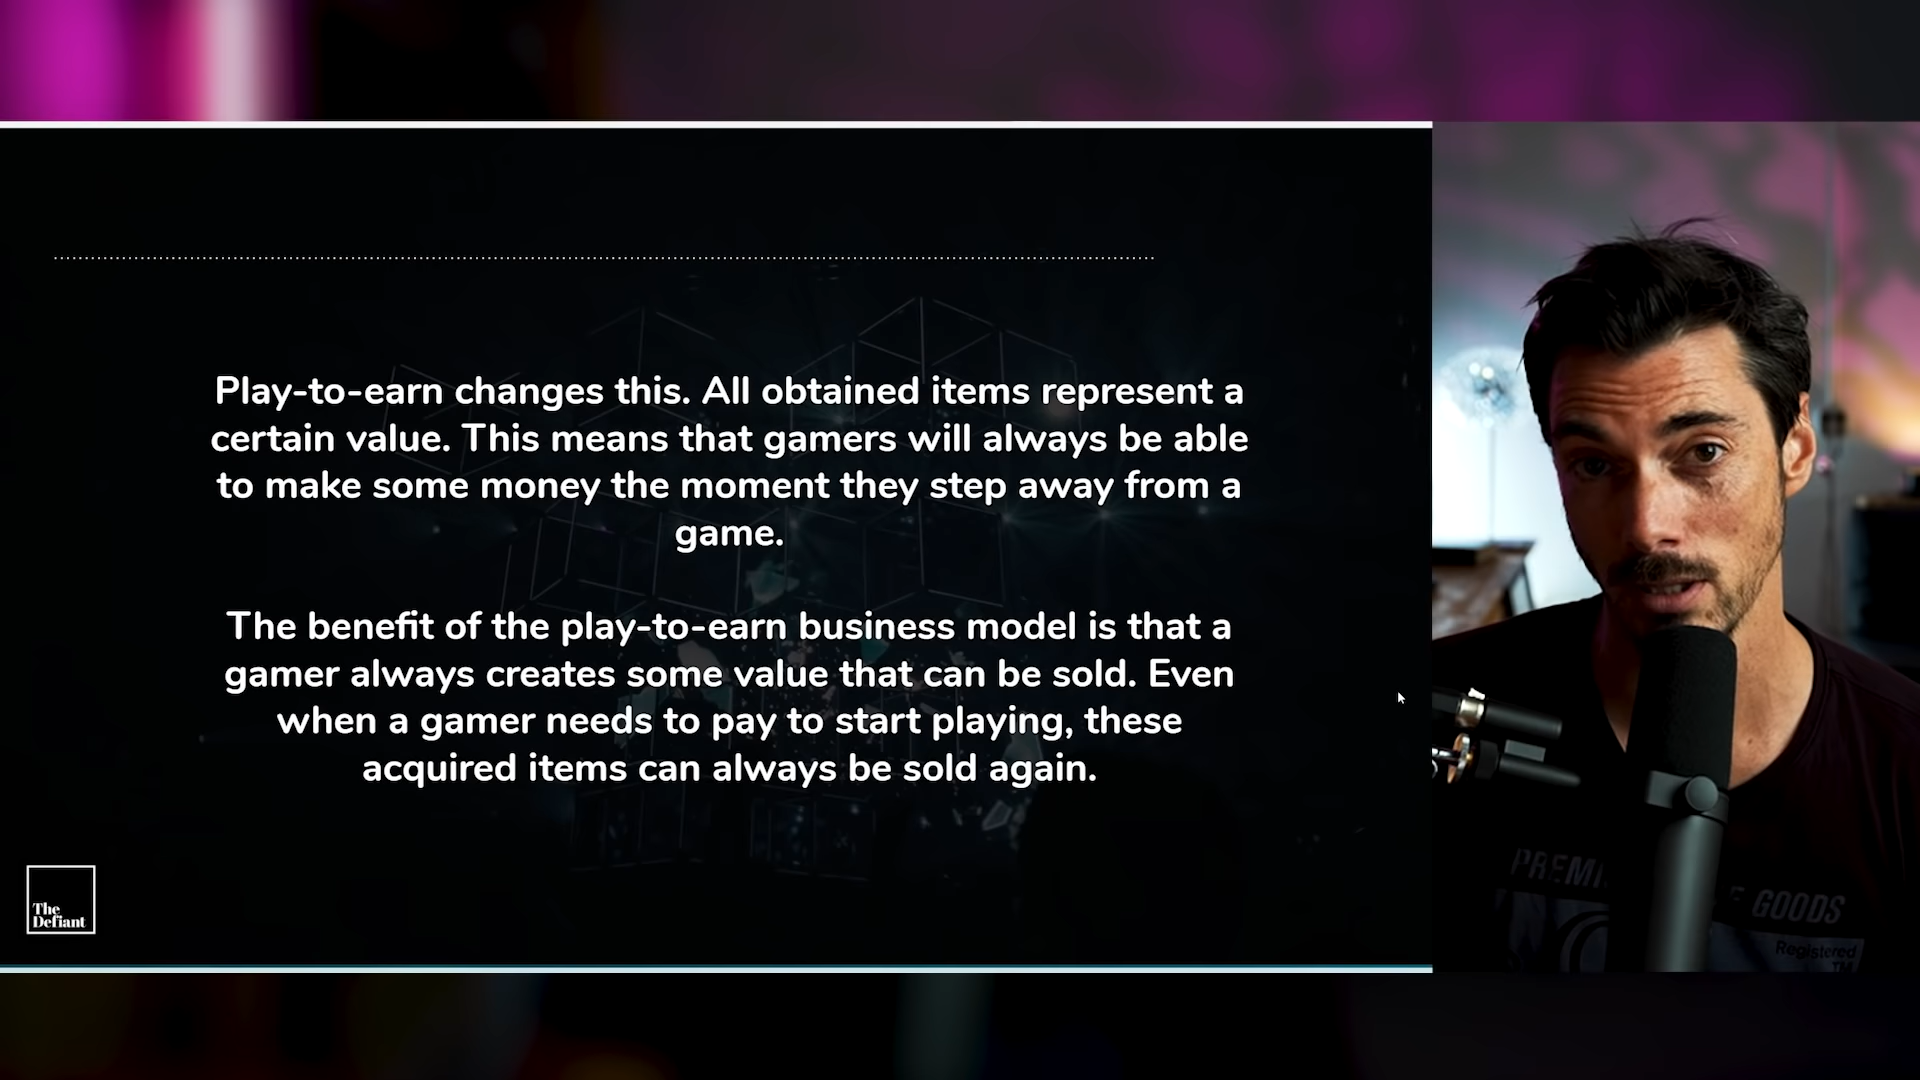 Play-to-earn changes this. All obtained items represent a
certain value. This means that gamers will always be able
to make some money the moment they step away from a
game.
The benefit of the play-to-earn business model is that a
gamer always creates some value that can be sold. Even
when a gamer needs to pay to start playing, these
acquired items can always be sold again.
The
Defiant
GOODS
Registered
TM